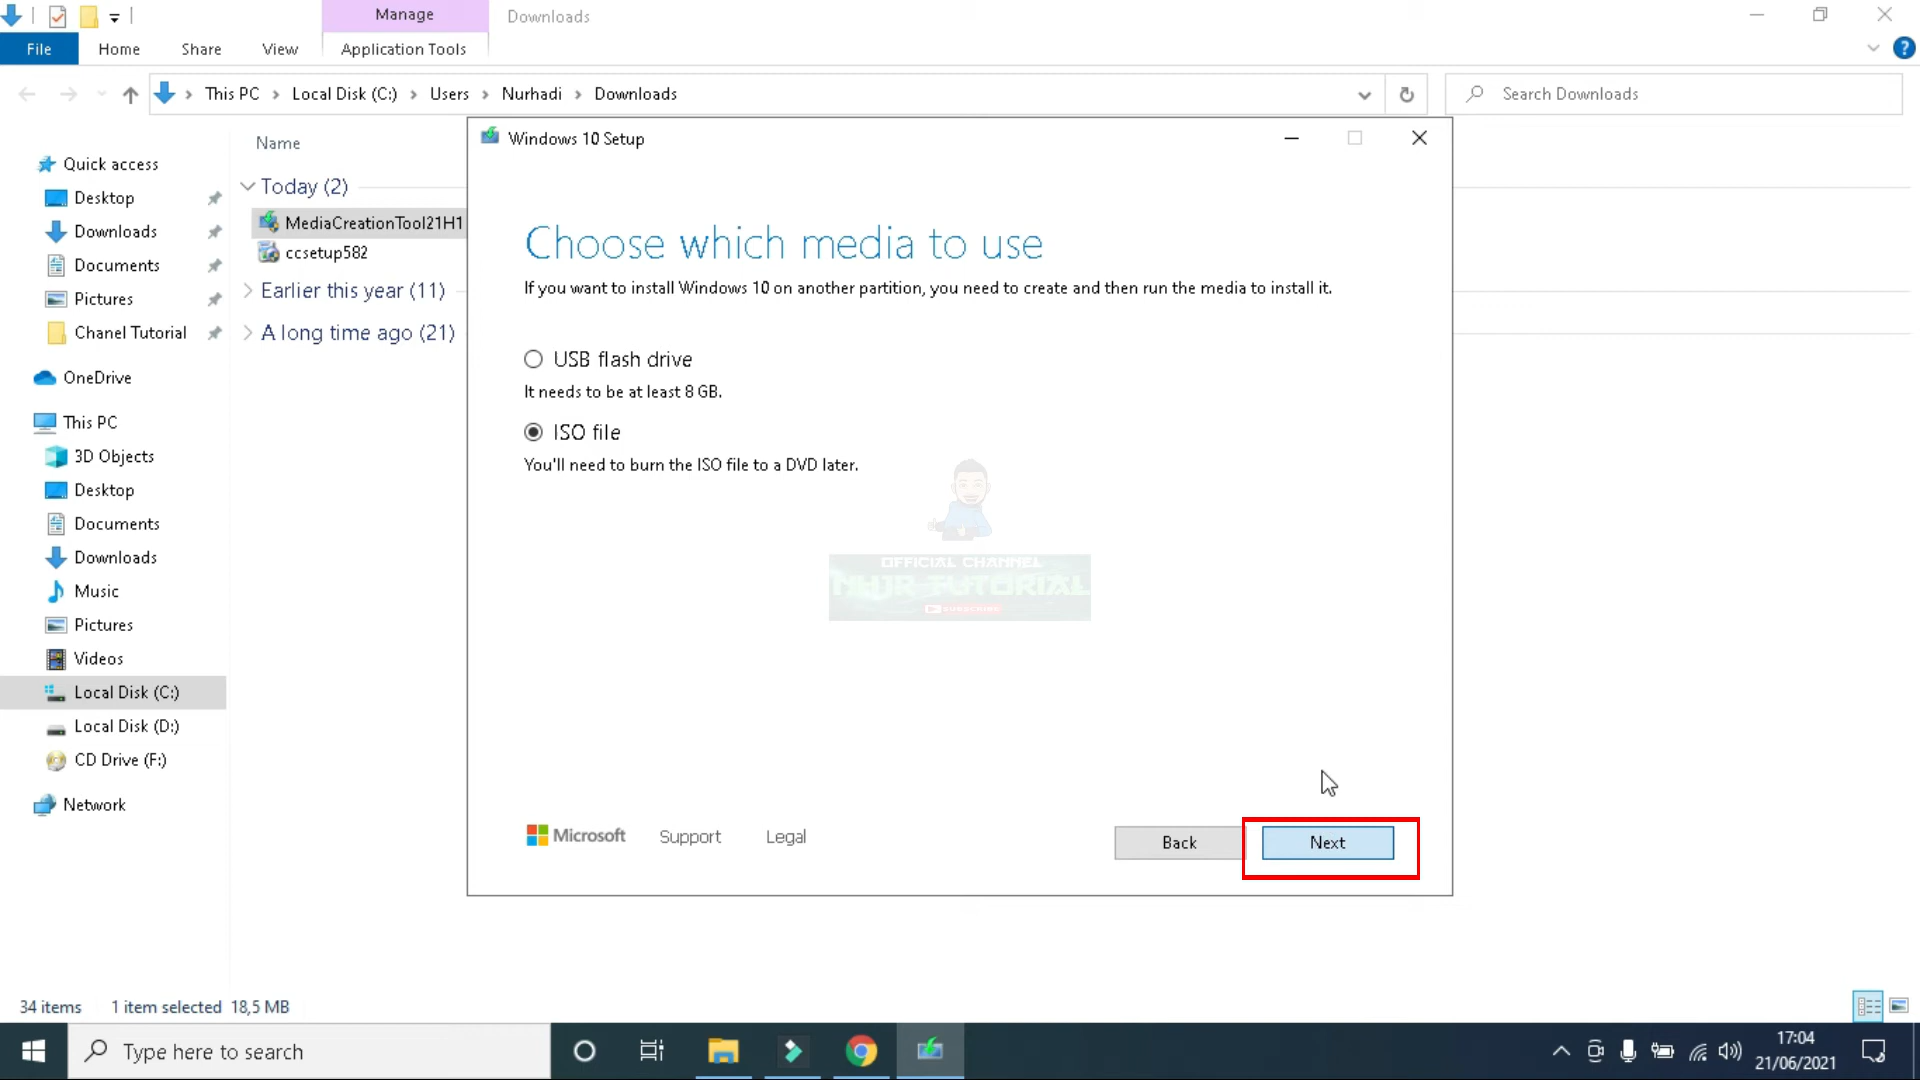 Manage
Downloads
File
Home
Share
View
Application Tools
This PC
Local Disk (C:)
Users
Nurhadi
Downloads
Search Downloads
Name
Quick access
Desktop
Downloads
Documents
Pictures
Chanel Tutorial
OneDrive
This PC
3D Objects
Desktop
Documents
Downloads
Music
Pictures
Videos
Local Disk (C:)
Local Disk (D:)
CD Drive (F:)
Network
Today (2)
MediaCreationTool21H1
ccsetup582
Earlier this year (11)
A long time ago (21)
Windows 10 Setup
Choose which media to use
If you want to install Windows 10 on another partition, you need to create and then run the media to install it.
USB flash drive
It needs to be at least 8 GB.
ISO file
You'll need to burn the ISO file to a DVD later.
OFFICIAL CHANNEL
NHJR TUTORIAL
SUBSCRIBE
Microsoft
Support
Legal
Back
Next
34 items
1 item selected 18,5 MB
Type here to search
17:04
21/06/2021